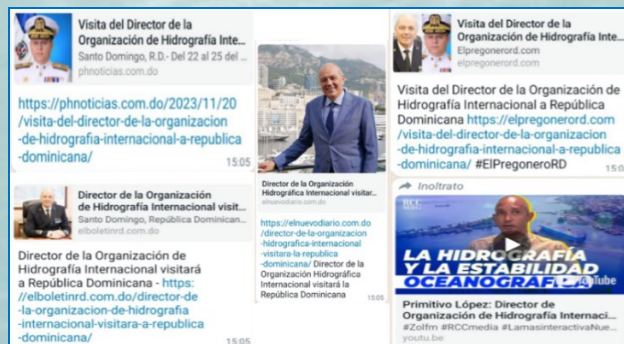 Visita del Director de la
Organización de Hidrografía Inte...
Santo Domingo, R.D.- Del 22 al 25 del ...
phnoticias.com.do
https://phnoticias.com.do/2023/11/20
/visita-del-director-de-la-organizacion
-de-hidrografia-internacional-a-republica
-dominicana/
15:05
Director de la Organización
de Hidrografía Internacional visit...
Santo Domingo, República Dominican...
elboletinrd.com.do
Director de la Organización de
Hidrografía Internacional visitará
a República Dominicana - https:
//elboletinrd.com.do/director-de
-la-organizacion-de-hidrografia
-internacional-visitara-a-republica
-dominicana/
15:05
Director de la Organización
Hidrográfica Internacional visitar...
elnuevodiario.com.do
https://elnuevodiario.com.do
/director-de-la-organizacion
-hidrografica-internacional
-visitara-la-republica
-dominicana/ Director de la
Organización Hidrográfica
Internacional visitará la
República Dominicana
15:05
Visita del Director de la
Organización de Hidrografía Inte...
Elpregonerord.com
elpregonerord.com
Visita del Director de la Organización de
Hidrografía Internacional a República
Dominicana https://elpregonerord.com
/visita-del-director-de-la-organizacion
-de-hidrografia-internacional-a-republica
-dominicana/ #ElPregoneroRD
15:0
Inoltrato
RCC
LA HIDROGRAFÍA
Y LA ESTABILIDAD
OCEANOGRÁFICA
YouTube
Primitivo López: Director de
Organización de Hidrografía Internaci...
#Zolfm #RCCmedia #LamasinteractivaNue...
youtu.be